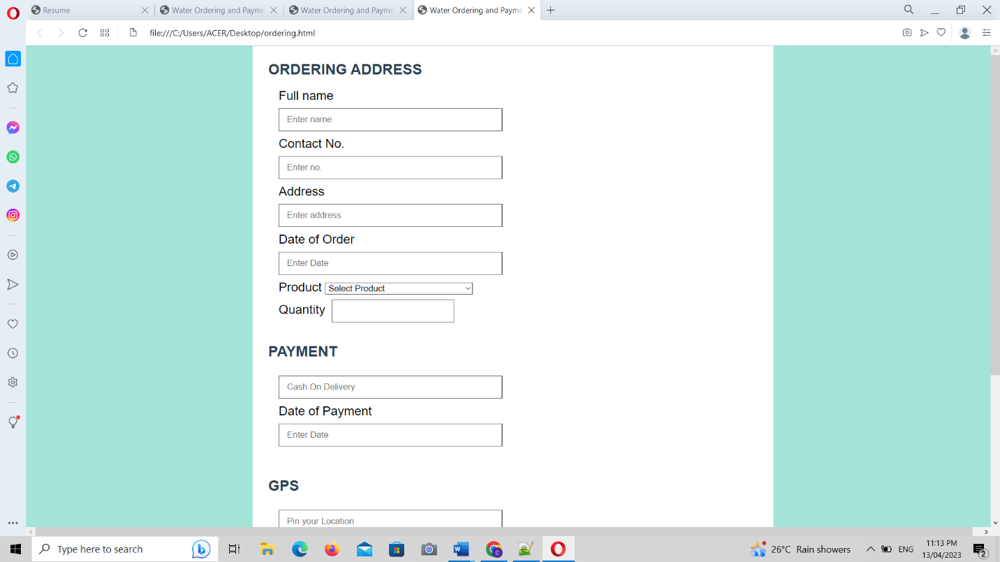 Resume
Water Ordering and Payme
Water Ordering and Payme
Water Ordering and Payme
file:///C:/Users/ACER/Desktop/ordering.html
ORDERING ADDRESS
Full name
Enter name
Contact No.
Enter no.
Address
Enter address
Date of Order
Enter Date
Product Select Product
Quantity
PAYMENT
Cash On Delivery
Date of Payment
Enter Date
GPS
Pin your Location
Type here to search
26°C Rain showers
ENG
11:13 PM
13/04/2023
2